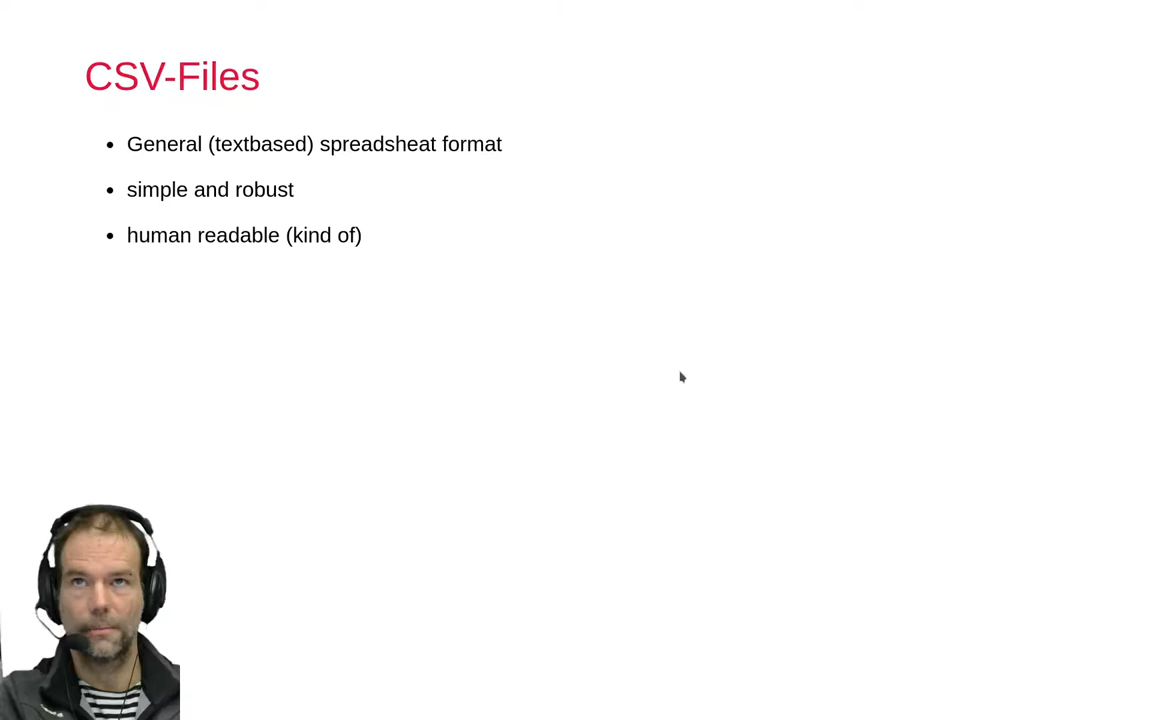 CSV-Files
General (textbased) spreadsheat format
simple and robust
human readable (kind of)